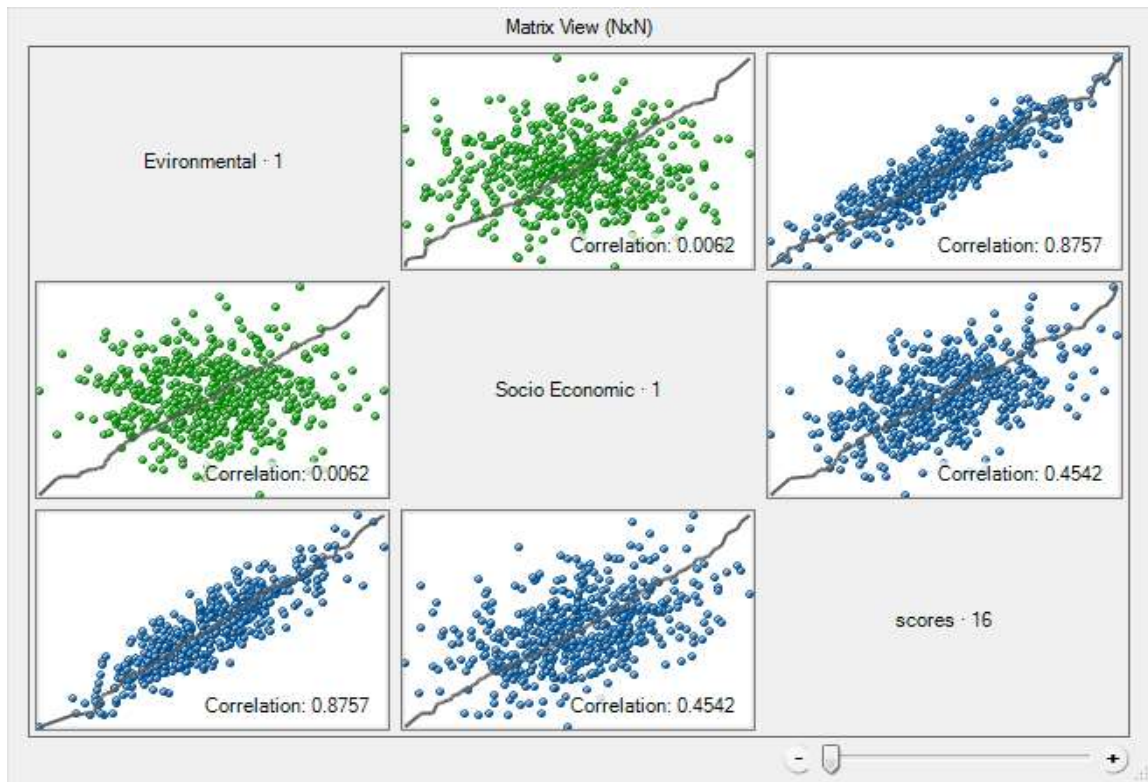 Matrix View (NxN)
Evironmental · 1
Correlation: 0.0062
Correlation: 0.8757
Correlation: 0.0062
Socio Economic · 1
Correlation: 0.4542
Correlation: 0.8757
Correlation: 0.4542
scores · 16
- +